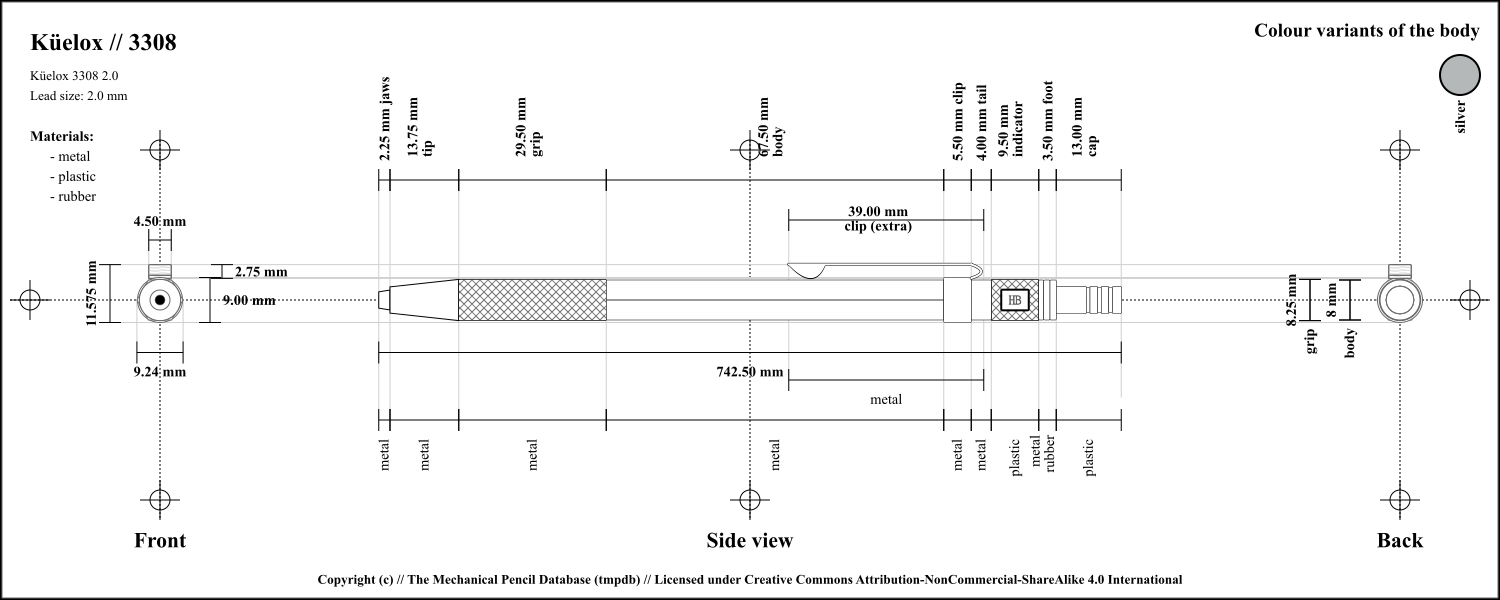 Küelox // 3308
Küelox 3308 2.0
Lead size: 2.0 mm
Materials:
- metal
- plastic
- rubber
Colour variants of the body
silver
2.25 mm jaws
13.75 mm
tip
29.50 mm
grip
67.50 mm
body
5.50 mm clip
4.00 mm tail
9.50 mm
indicator
3.50 mm foot
13.00 mm
cap
39.00 mm
clip (extra)
4.50 mm
2.75 mm
11.575 mm
9.00 mm
9.24 mm
HB
8.25 mm
grip
8 mm
body
742.50 mm
metal
metal
metal
metal
metal
metal
metal
plastic
metal
rubber
plastic
Front
Side view
Back
Copyright (c) // The Mechanical Pencil Database (tmpdb) // Licensed under Creative Commons Attribution-NonCommercial-ShareAlike 4.0 International